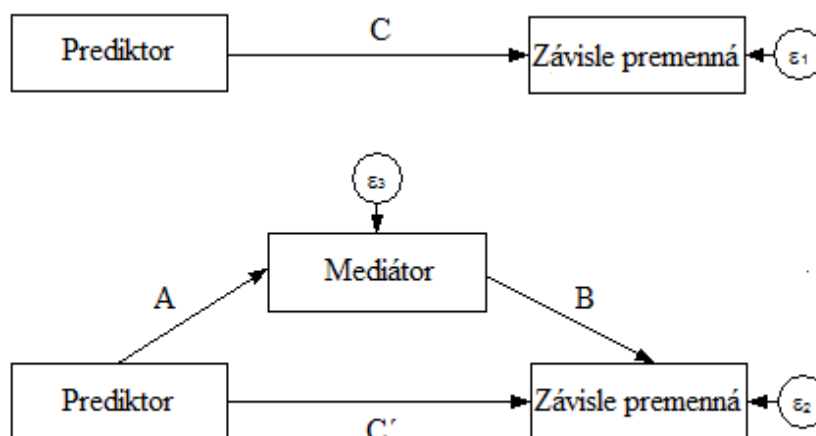 C
Prediktor
Závisle premenná
ε₁
ε₃
Mediátor
A
B
Prediktor
Závisle premenná
ε₂
C´